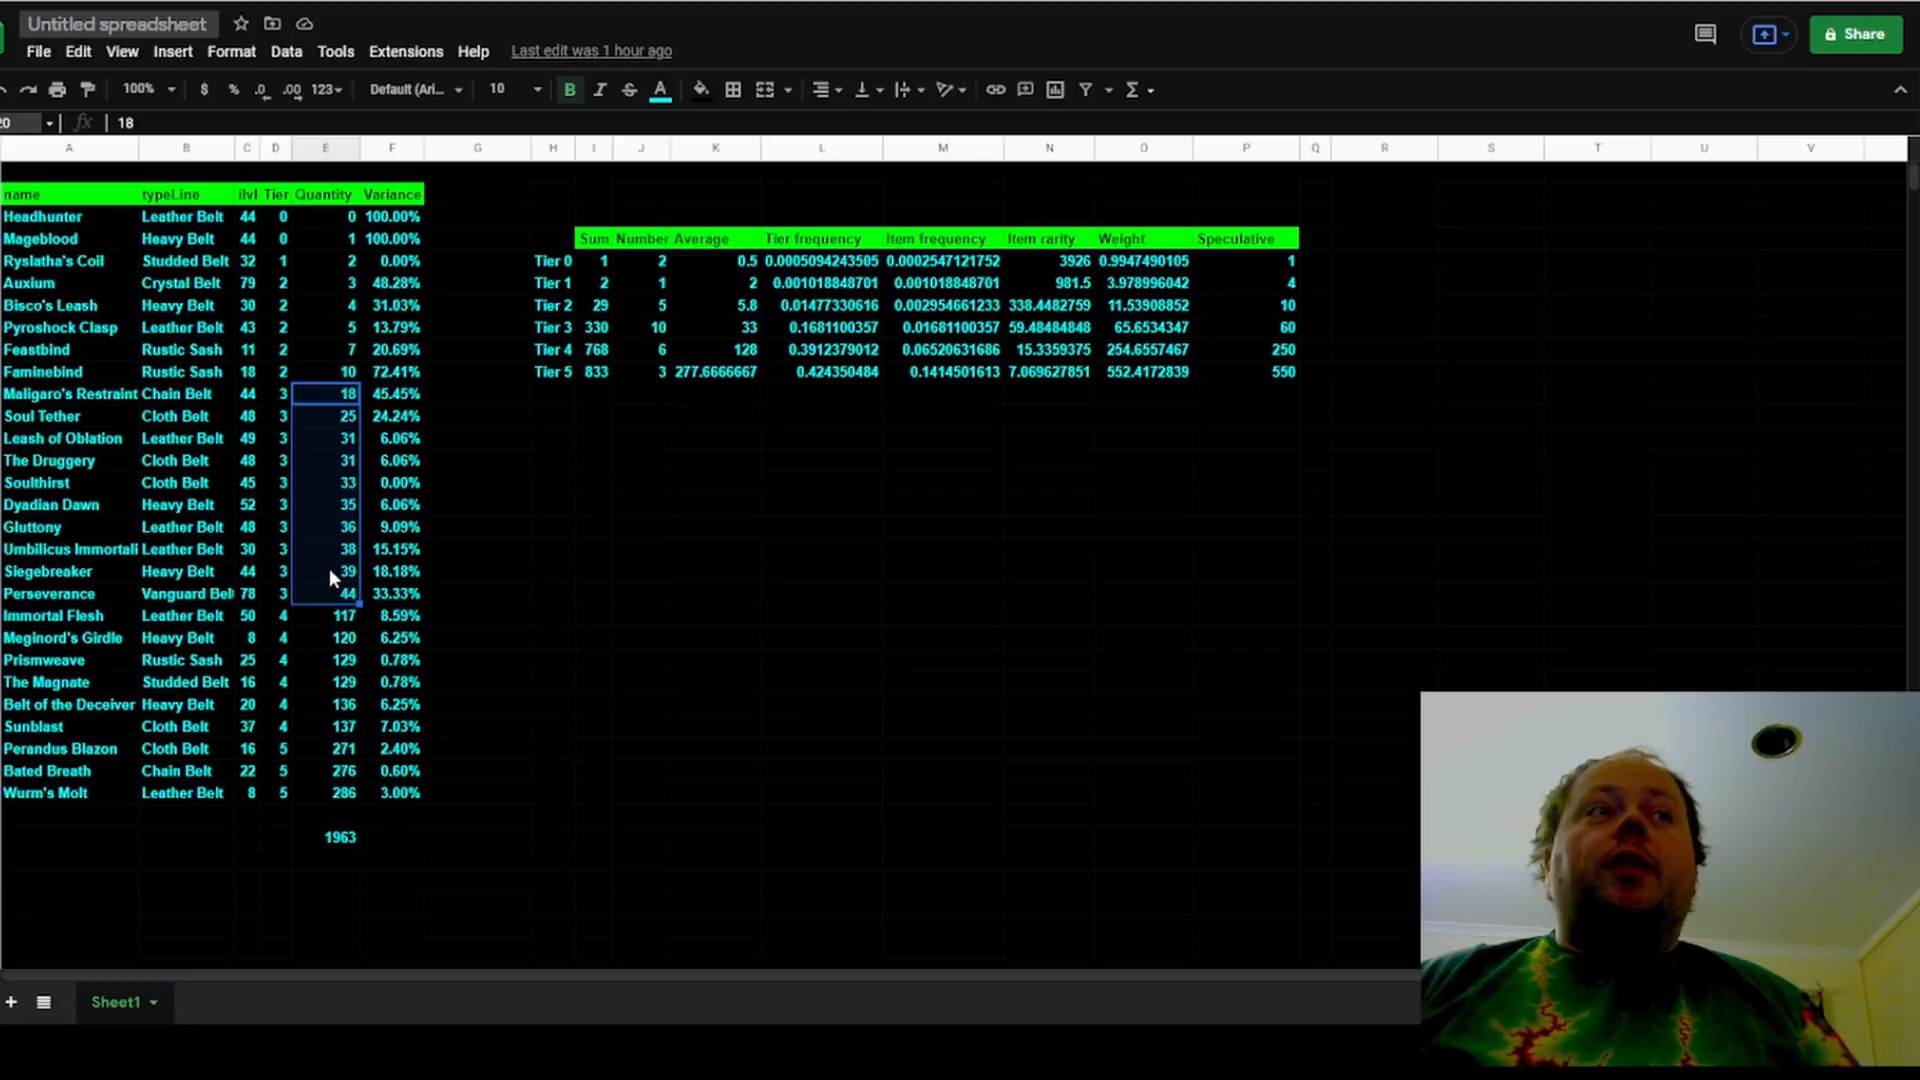 Untitled spreadsheet
File Edit View Insert Format Data Tools Extensions Help Last edit was 1 hour ago
Share
100% $ % .0 .00 123 Default (Ari... 10 B I S A Σ
20 fx 18
A B C D E F G H I J K L M N O P Q R S T U V
name typeLine ilvl Tier Quantity Variance
Headhunter Leather Belt 44 0 0 100.00%
Mageblood Heavy Belt 44 0 1 100.00% Sum Number Average Tier frequency Item frequency Item rarity Weight Speculative
Ryslatha's Coil Studded Belt 32 1 2 0.00% Tier 0 1 2 0.5 0.0005094243505 0.0002547121752 3926 0.9947490105 1
Auxium Crystal Belt 79 2 3 48.28% Tier 1 2 1 2 0.001018848701 0.001018848701 981.5 3.978996042 4
Bisco's Leash Heavy Belt 30 2 4 31.03% Tier 2 29 5 5.8 0.01477330616 0.002954661233 338.4482759 11.53908852 10
Pyroshock Clasp Leather Belt 43 2 5 13.79% Tier 3 330 10 33 0.1681100357 0.01681100357 59.48484848 65.6534347 60
Feastbind Rustic Sash 11 2 7 20.69% Tier 4 768 6 128 0.3912379012 0.06520631686 15.3359375 254.6557467 250
Faminebind Rustic Sash 18 2 10 72.41% Tier 5 833 3 277.6666667 0.424350484 0.1414501613 7.069627851 552.4172839 550
Maligaro's Restraint Chain Belt 44 3 18 45.45%
Soul Tether Cloth Belt 48 3 25 24.24%
Leash of Oblation Leather Belt 49 3 31 6.06%
The Druggery Cloth Belt 48 3 31 6.06%
Soulthirst Cloth Belt 45 3 33 0.00%
Dyadian Dawn Heavy Belt 52 3 35 6.06%
Gluttony Leather Belt 48 3 36 9.09%
Umbilicus Immortali Leather Belt 30 3 38 15.15%
Siegebreaker Heavy Belt 44 3 39 18.18%
Perseverance Vanguard Belt 78 3 44 33.33%
Immortal Flesh Leather Belt 50 4 117 8.59%
Meginord's Girdle Heavy Belt 8 4 120 6.25%
Prismweave Rustic Sash 25 4 129 0.78%
The Magnate Studded Belt 16 4 129 0.78%
Belt of the Deceiver Heavy Belt 20 4 136 6.25%
Sunblast Cloth Belt 37 4 137 7.03%
Perandus Blazon Cloth Belt 16 5 271 2.40%
Bated Breath Chain Belt 22 5 276 0.60%
Wurm's Molt Leather Belt 8 5 286 3.00%
1963
Sheet1